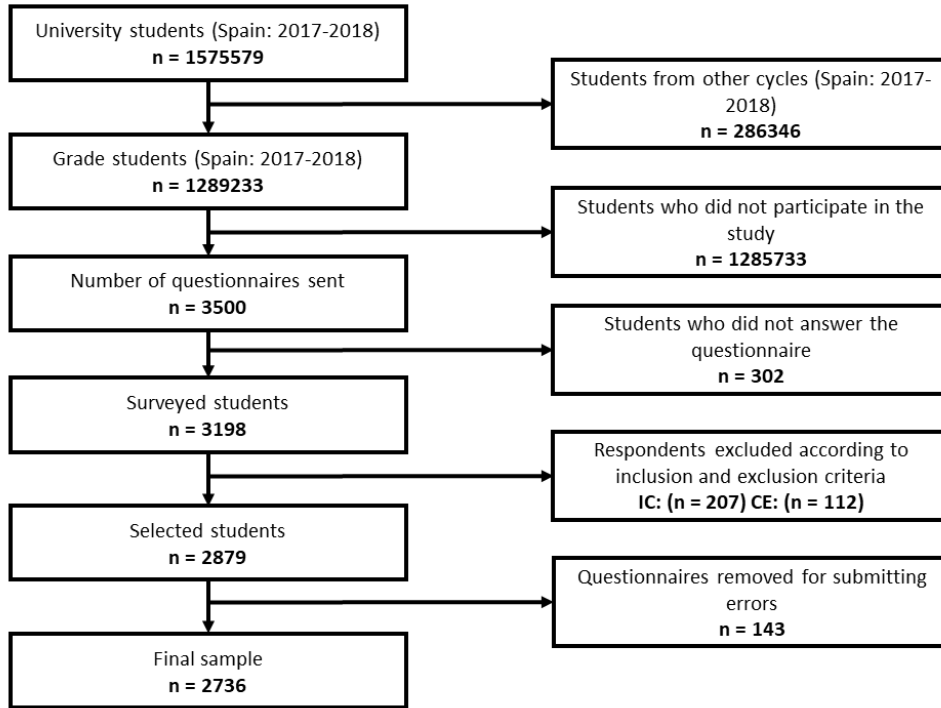 University students (Spain: 2017-2018)
n = 1575579
Students from other cycles (Spain: 2017-
2018)
n = 286346
Grade students (Spain: 2017-2018)
n = 1289233
Students who did not participate in the
study
n = 1285733
Number of questionnaires sent
n = 3500
Students who did not answer the
questionnaire
n = 302
Surveyed students
n = 3198
Respondents excluded according to
inclusion and exclusion criteria
IC: (n = 207) CE: (n = 112)
Selected students
n = 2879
Questionnaires removed for submitting
errors
n = 143
Final sample
n = 2736